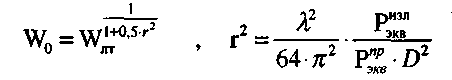 W₀ = W_лт^(1/(1+0,5·r²)) , r² = λ²/(64·π²) · P_экв^изл/(P_экв^пр·D²)